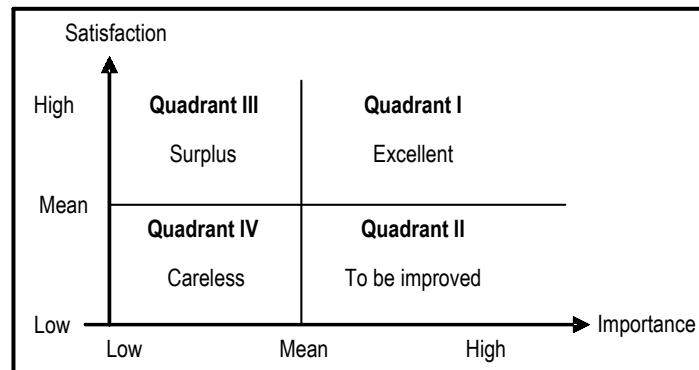 Satisfaction
High
Quadrant III
Quadrant I
Surplus
Excellent
Mean
Quadrant IV
Quadrant II
Careless
To be improved
Low
Importance
Low
Mean
High